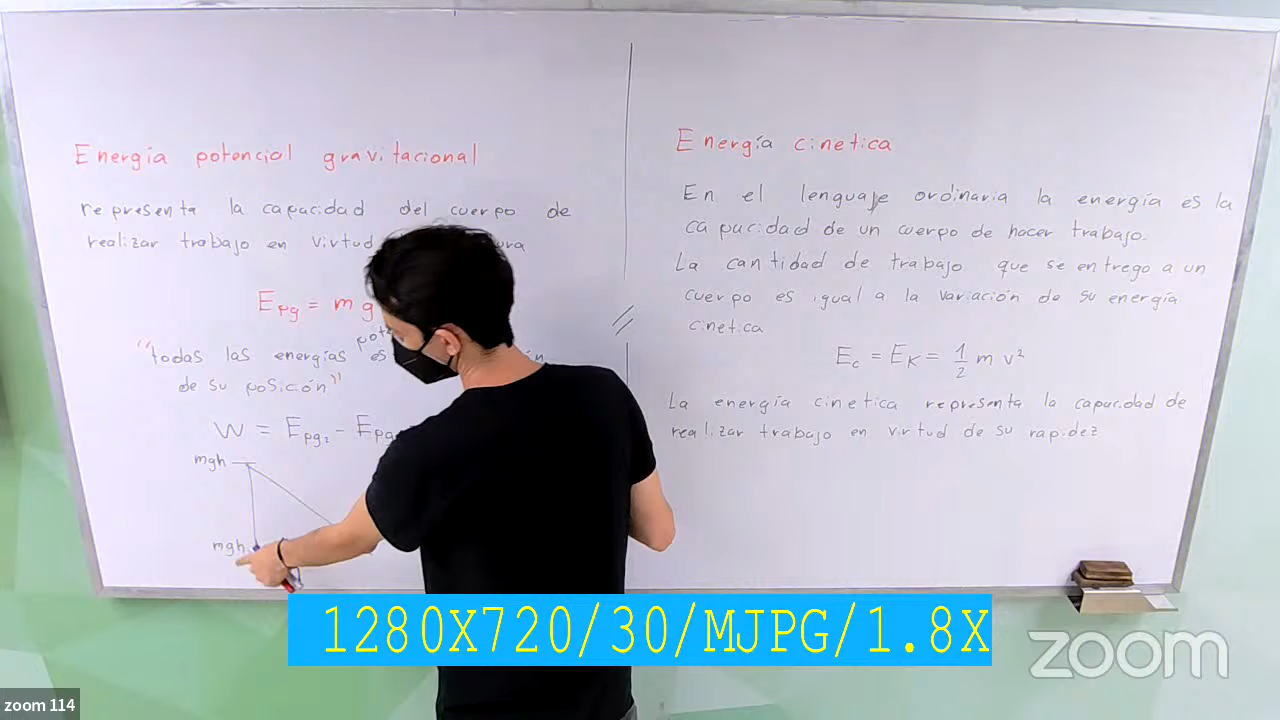 Energía potencial gravitacional
representa la capacidad del cuerpo de
realizar trabajo en virtud
Epg = m g
"todas las energías es
de su posición"
W = Epg₂ - Epg
mgh
mgh
Energía cinetica
En el lenguaje ordinaria la energía es la
capacidad de un cuerpo de hacer trabajo.
La cantidad de trabajo que se entrego a un
cuerpo es igual a la variación de su energía
cinetica
Ec = EK = 1/2 m v²
La energía cinetica representa la capacidad de
realizar trabajo en virtud de su rapidez
1280X720/30/MJPG/1.8X
zoom
zoom 114